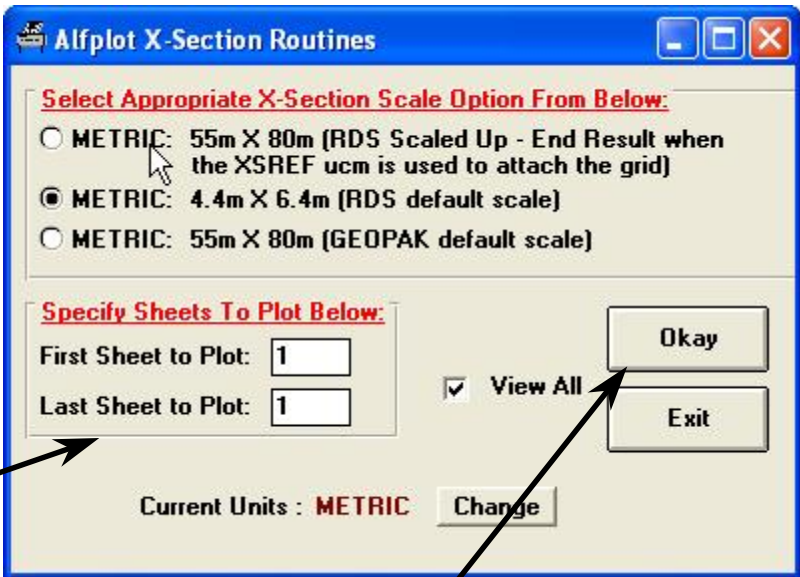 Alfplot X-Section Routines
Select Appropriate X-Section Scale Option From Below:
METRIC: 55m X 80m (RDS Scaled Up - End Result when
the XSREF ucm is used to attach the grid)
METRIC: 4.4m X 6.4m (RDS default scale)
METRIC: 55m X 80m (GEOPAK default scale)
Specify Sheets To Plot Below:
First Sheet to Plot: 1
Last Sheet to Plot: 1
View All
Okay
Exit
Current Units : METRIC
Change